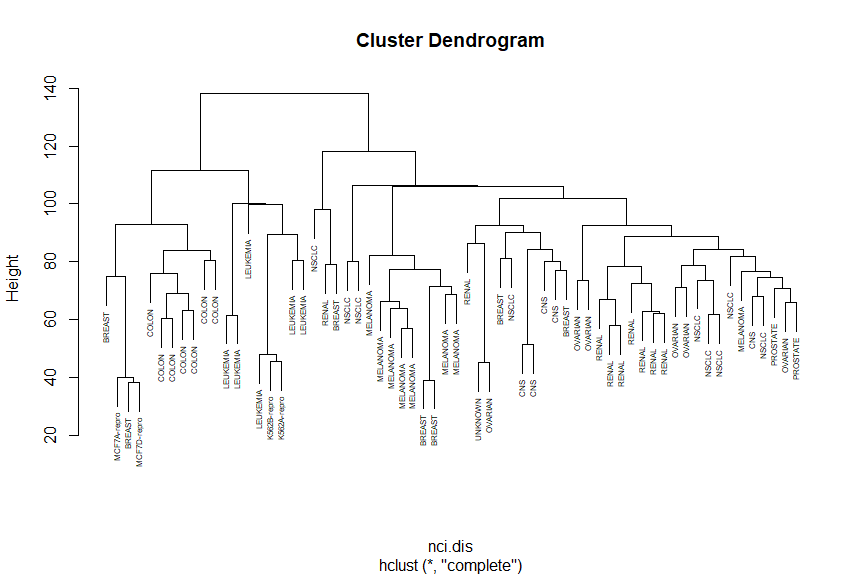 Cluster Dendrogram
Height
140
120
100
80
60
40
20
BREAST
MCF7A-repro
BREAST
MCF7D-repro
COLON
COLON
COLON
COLON
COLON
COLON
COLON
LEUKEMIA
LEUKEMIA
LEUKEMIA
LEUKEMIA
K562B-repro
K562A-repro
LEUKEMIA
LEUKEMIA
NSCLC
RENAL
BREAST
NSCLC
NSCLC
MELANOMA
MELANOMA
MELANOMA
MELANOMA
MELANOMA
BREAST
BREAST
MELANOMA
MELANOMA
RENAL
UNKNOWN
OVARIAN
BREAST
NSCLC
CNS
CNS
CNS
CNS
BREAST
OVARIAN
OVARIAN
RENAL
RENAL
RENAL
RENAL
RENAL
RENAL
RENAL
OVARIAN
OVARIAN
NSCLC
NSCLC
NSCLC
NSCLC
MELANOMA
CNS
NSCLC
PROSTATE
OVARIAN
PROSTATE
nci.dis
hclust (*, "complete")